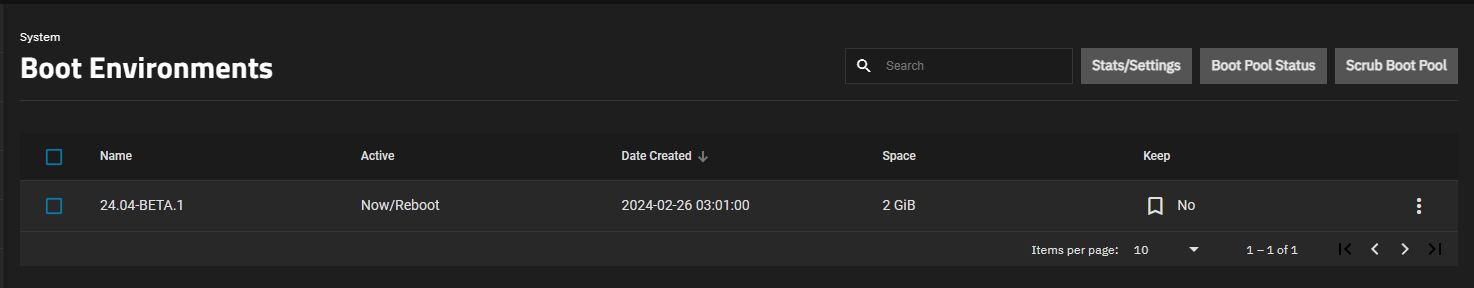 System
Boot Environments
Search
Stats/Settings
Boot Pool Status
Scrub Boot Pool
Name Active Date Created Space Keep
24.04-BETA.1 Now/Reboot 2024-02-26 03:01:00 2 GiB No
Items per page: 10 1 – 1 of 1